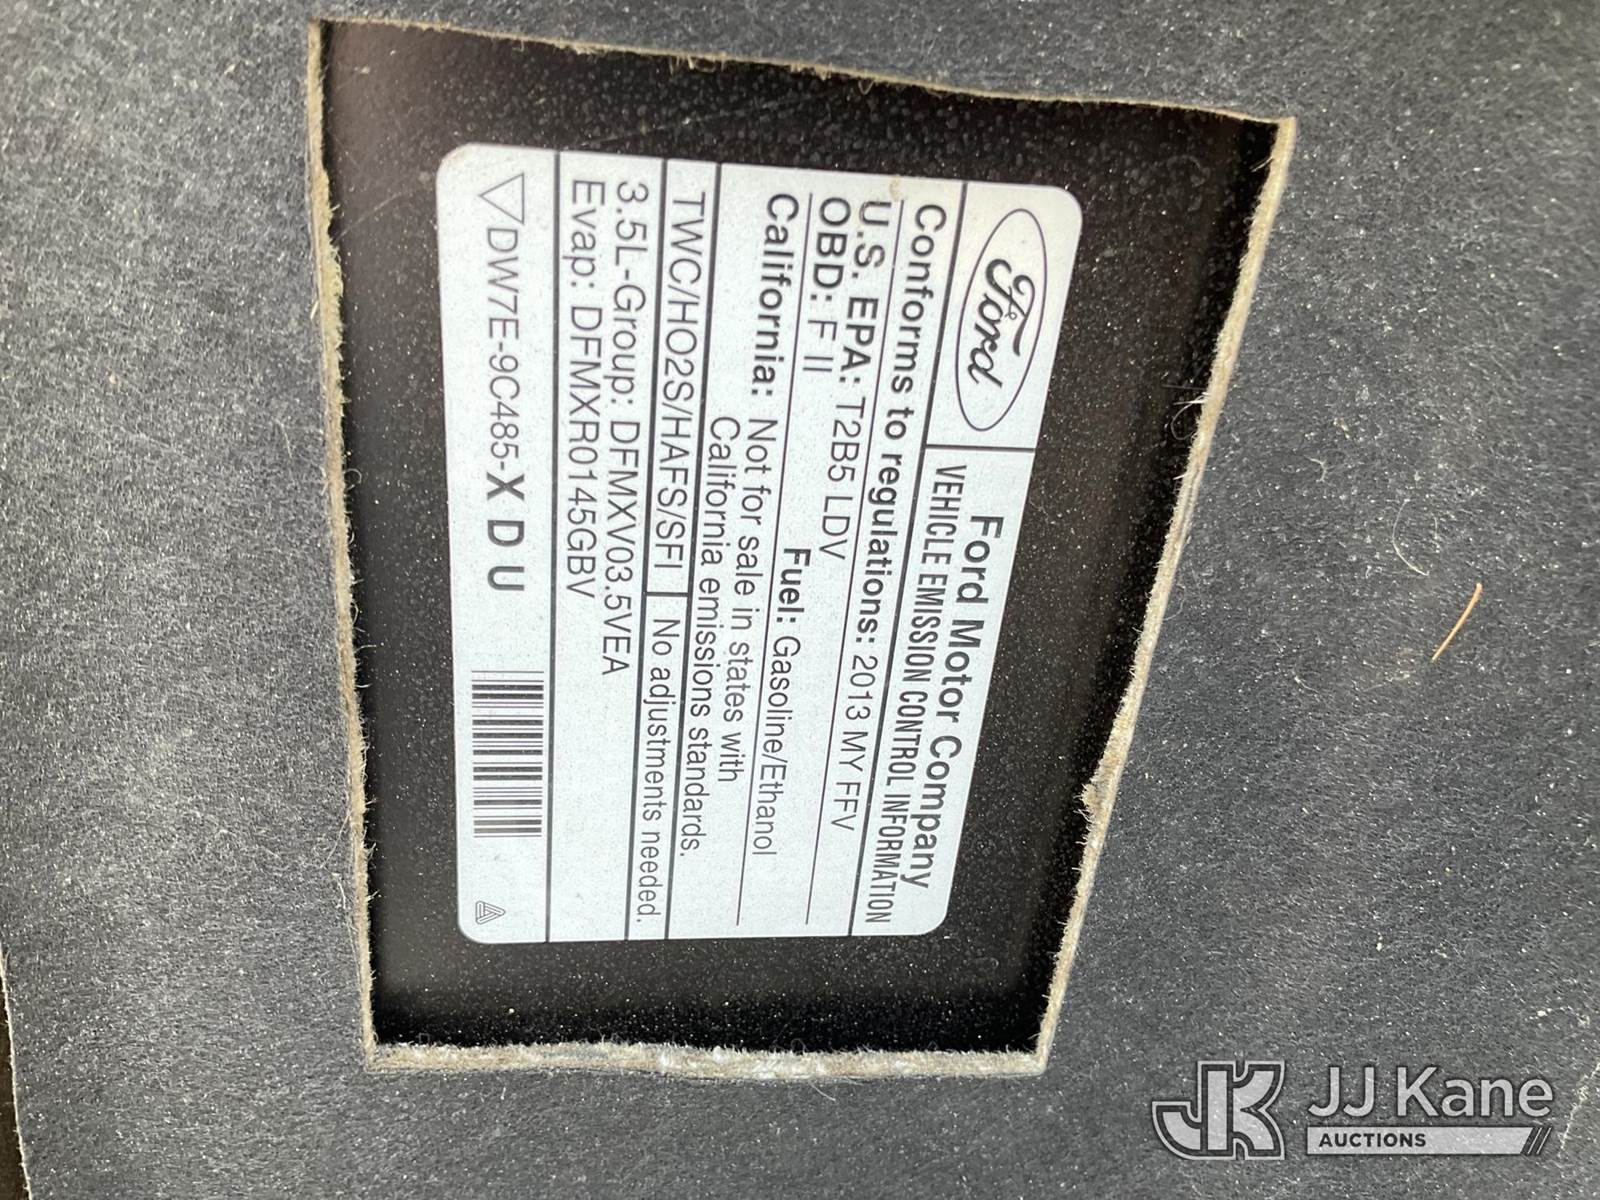 Ford
Ford Motor Company
VEHICLE EMISSION CONTROL INFORMATION
Conforms to regulations: 2013 MY FFV
U.S. EPA: T2B5 LDV
OBD: F II Fuel: Gasoline/Ethanol
California: Not for sale in states with
California emissions standards.
TWC/HO2S/HAFS/SFI No adjustments needed.
3.5L-Group: DFMXV03.5VEA
Evap: DFMXR0145GBV
DW7E-9C485-X D U
JK JJ Kane
AUCTIONS